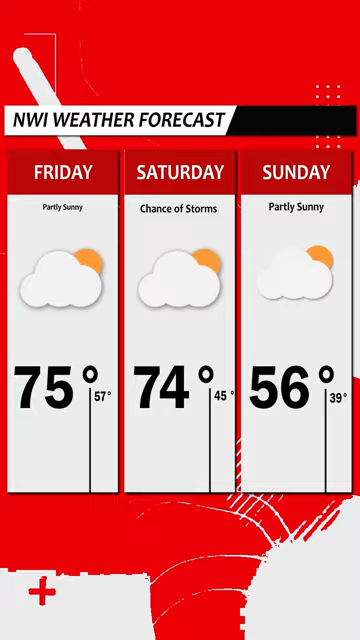 NWI WEATHER FORECAST
FRIDAY
Partly Sunny
75°
57°
SATURDAY
Chance of Storms
74°
45°
SUNDAY
Partly Sunny
56°
39°